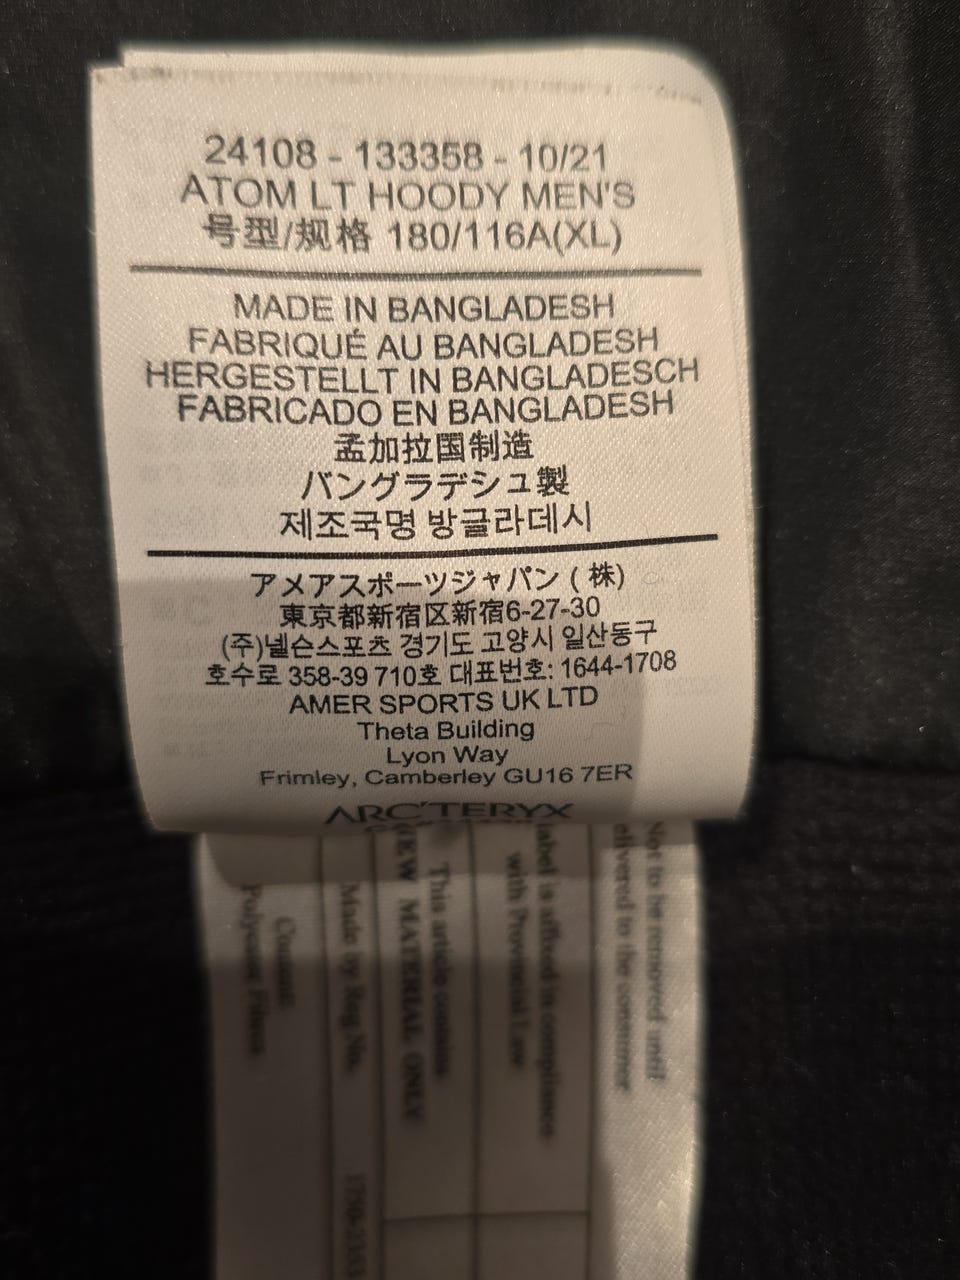 24108 - 133358 - 10/21
ATOM LT HOODY MEN'S
号型/规格 180/116A(XL)
MADE IN BANGLADESH
FABRIQUÉ AU BANGLADESH
HERGESTELLT IN BANGLADESCH
FABRICADO EN BANGLADESH
孟加拉国制造
バングラデシュ製
제조국명 방글라데시
アメアスポーツジャパン (株)
東京都新宿区新宿6-27-30
(주)넬슨스포츠 경기도 고양시 일산동구
호수로 358-39 710호 대표번호: 1644-1708
AMER SPORTS UK LTD
Theta Building
Lyon Way
Frimley, Camberley GU16 7ER
ARC'TERYX
Not to be removed until
delivered to the consumer
label is affixed in compliance
with Provincial Law
This article contains
NEW MATERIAL ONLY
Made by Reg. No.
Content:
Polyester Fibres